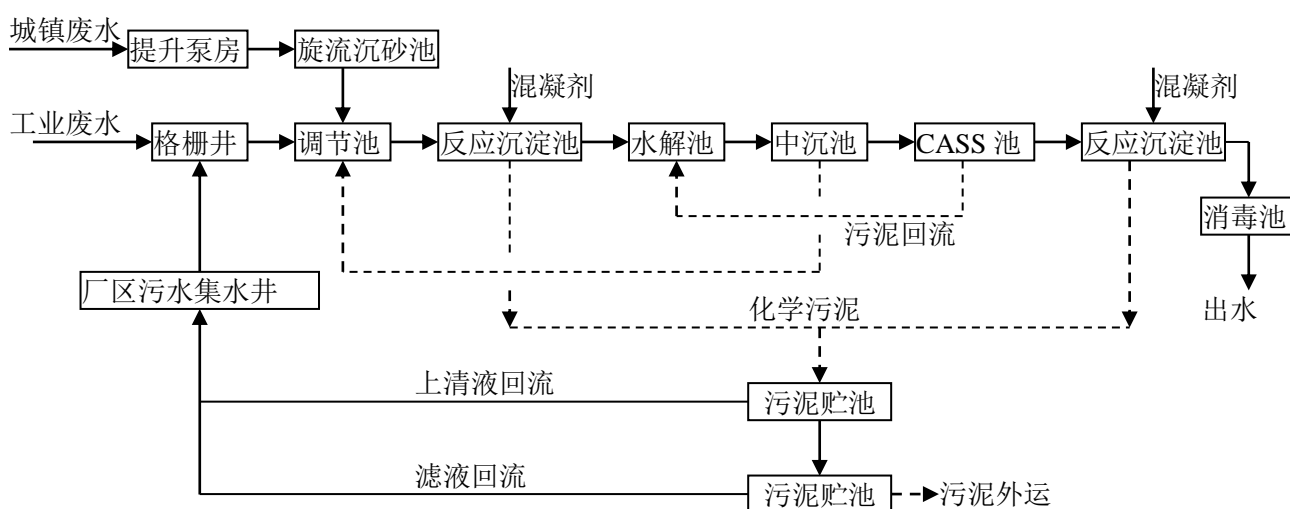 城镇废水
提升泵房
旋流沉砂池
混凝剂
混凝剂
工业废水
格栅井
调节池
反应沉淀池
水解池
中沉池
CASS 池
反应沉淀池
消毒池
污泥回流
厂区污水集水井
化学污泥
出水
上清液回流
污泥贮池
滤液回流
污泥贮池
污泥外运